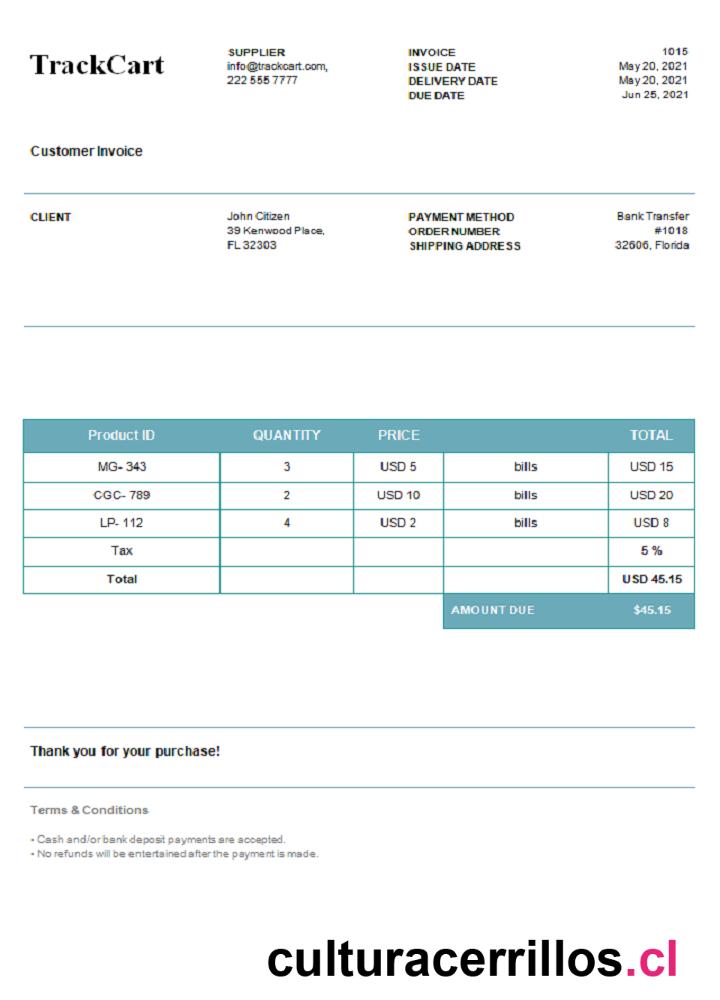 TrackCart
SUPPLIER
info@trackcart.com,
222 555 7777
INVOICE 1015
ISSUE DATE May 20, 2021
DELIVERY DATE May 20, 2021
DUE DATE Jun 25, 2021
Customer Invoice
CLIENT
John Citizen
39 Kenwood Place,
FL 32303
PAYMENT METHOD Bank Transfer
ORDER NUMBER #1018
SHIPPING ADDRESS 32606, Florida
Product ID QUANTITY PRICE TOTAL
MG- 343 3 USD 5 bills USD 15
CGC- 789 2 USD 10 bills USD 20
LP- 112 4 USD 2 bills USD 8
Tax 5 %
Total USD 45.15
AMOUNT DUE $45.15
Thank you for your purchase!
Terms & Conditions
• Cash and/or bank deposit payments are accepted.
• No refunds will be entertained after the payment is made.
culturacerrillos.cl